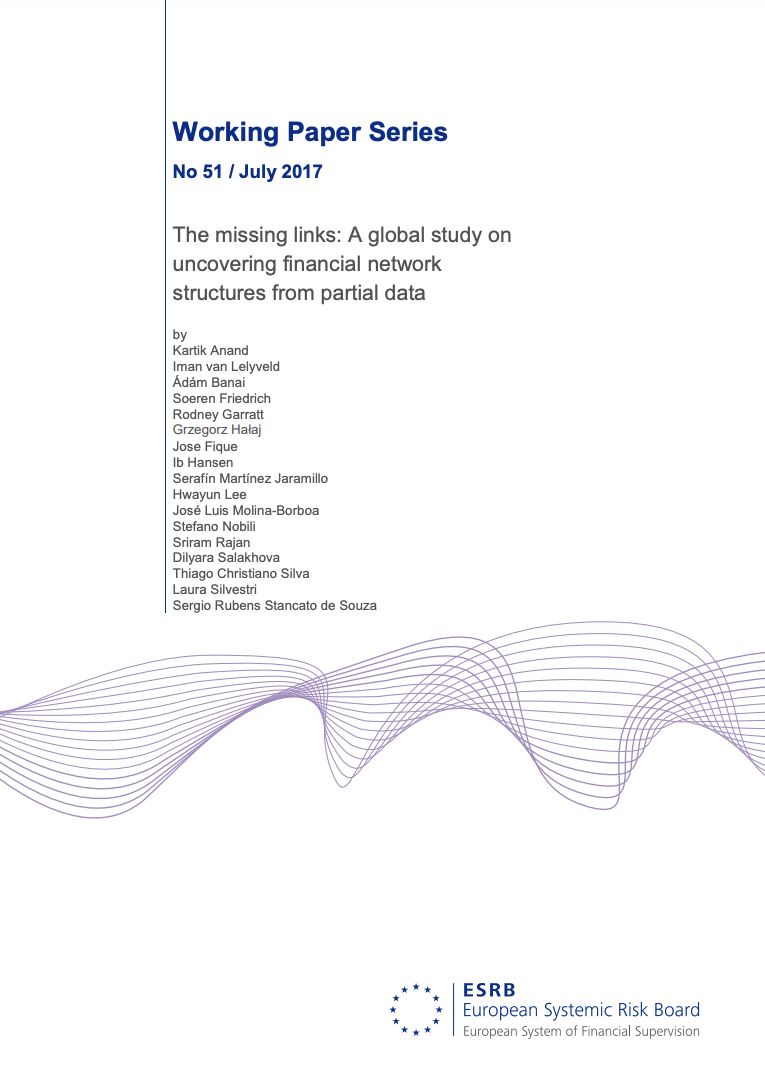 Working Paper Series
No 51 / July 2017
The missing links: A global study on
uncovering financial network
structures from partial data
by
Kartik Anand
Iman van Lelyveld
Ádám Banai
Soeren Friedrich
Rodney Garratt
Grzegorz Hałaj
Jose Fique
Ib Hansen
Serafín Martínez Jaramillo
Hwayun Lee
José Luis Molina-Borboa
Stefano Nobili
Sriram Rajan
Dilyara Salakhova
Thiago Christiano Silva
Laura Silvestri
Sergio Rubens Stancato de Souza
ESRB
European Systemic Risk Board
European System of Financial Supervision